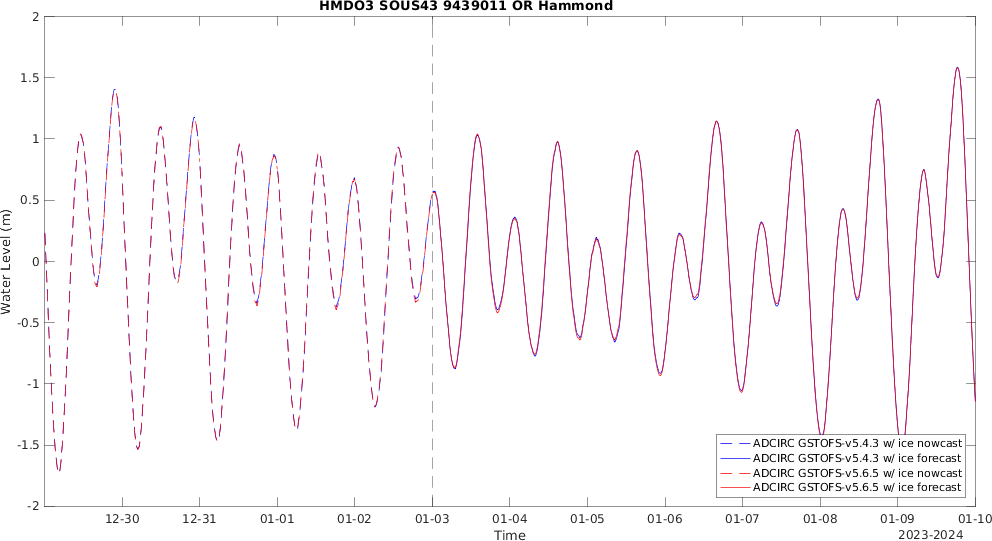 HMDO3 SOUS43 9439011 OR Hammond
2
1.5
1
0.5
0
-0.5
-1
-1.5
-2
Water Level (m)
ADCIRC GSTOFS-v5.4.3 w/ ice nowcast
ADCIRC GSTOFS-v5.4.3 w/ ice forecast
ADCIRC GSTOFS-v5.6.5 w/ ice nowcast
ADCIRC GSTOFS-v5.6.5 w/ ice forecast
12-30 12-31 01-01 01-02 01-03 01-04 01-05 01-06 01-07 01-08 01-09 01-10
Time
2023-2024